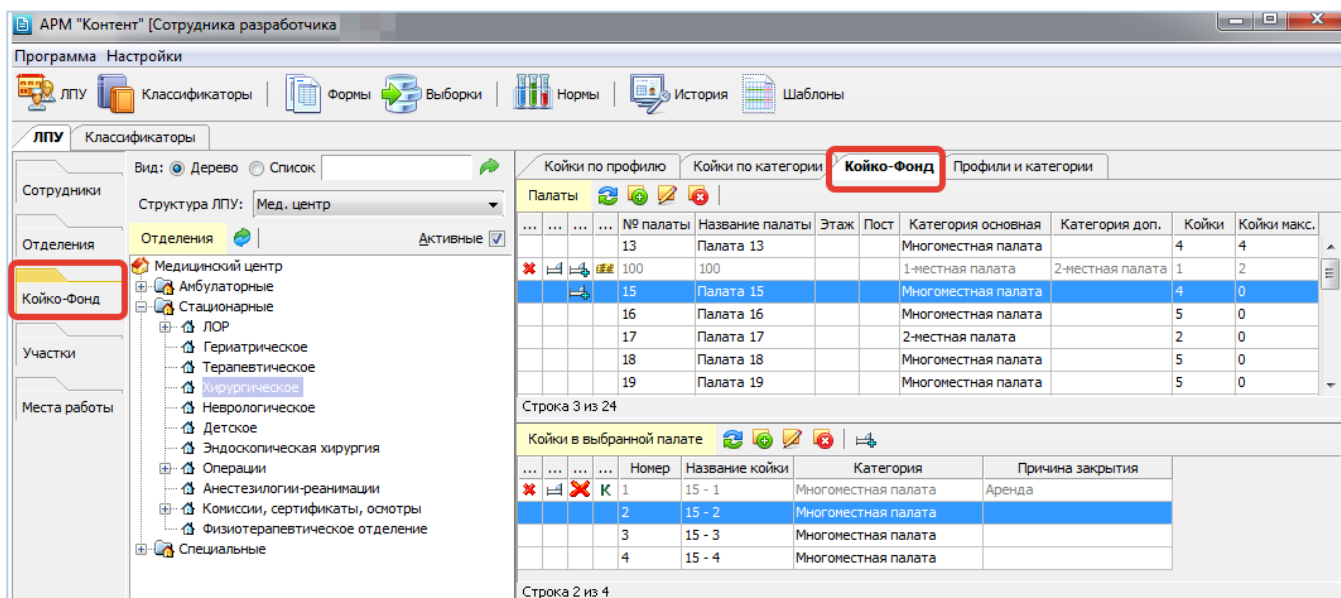 АРМ "Контент" [Сотрудника разработчика
Программа Настройки
ЛПУ Классификаторы Формы Выборки Нормы История Шаблоны
ЛПУ Классификаторы
Сотрудники
Отделения
Койко-Фонд
Участки
Места работы
Вид: Дерево Список
Структура ЛПУ: Мед. центр
Отделения Активные
Медицинский центр
Амбулаторные
Стационарные
ЛОР
Гериатрическое
Терапевтическое
Хирургическое
Неврологическое
Детское
Эндоскопическая хирургия
Операции
Анестезилогии-реанимации
Комиссии, сертификаты, осмотры
Физиотерапевтическое отделение
Специальные
Койки по профилю Койки по категории Койко-Фонд Профили и категории
Палаты
... ... ... ... № палаты Название палаты Этаж Пост Категория основная Категория доп. Койки Койки макс.
13 Палата 13 Многоместная палата 4 4
100 100 1-местная палата 2-местная палата 1 2
15 Палата 15 Многоместная палата 4 0
16 Палата 16 Многоместная палата 5 0
17 Палата 17 2-местная палата 2 0
18 Палата 18 Многоместная палата 5 0
19 Палата 19 Многоместная палата 5 0
Строка 3 из 24
Койки в выбранной палате
... ... ... ... Номер Название койки Категория Причина закрытия
К 1 15 - 1 Многоместная палата Аренда
2 15 - 2 Многоместная палата
3 15 - 3 Многоместная палата
4 15 - 4 Многоместная палата
Строка 2 из 4